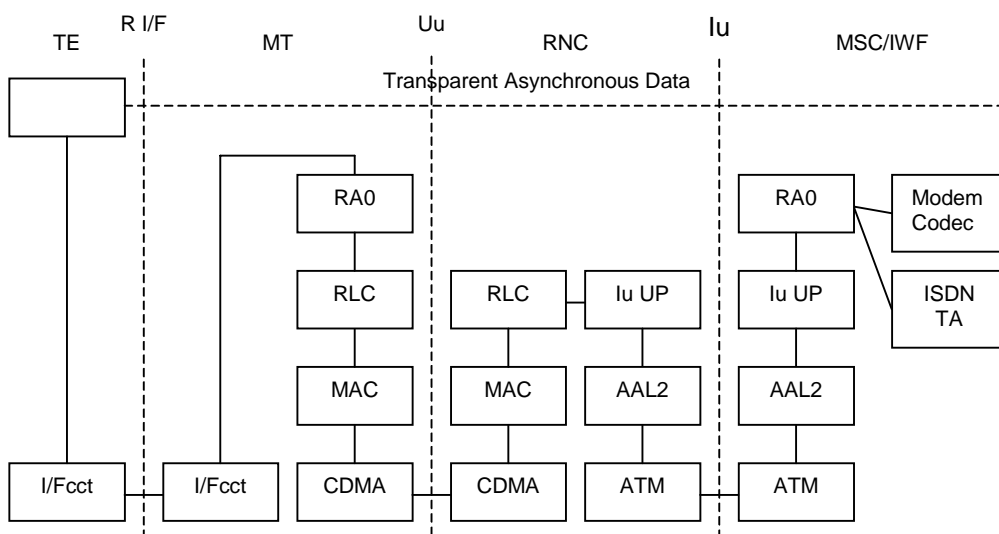 R I/F
Uu
Iu
TE
MT
RNC
MSC/IWF
Transparent Asynchronous Data
RA0
RA0
Modem
Codec
RLC
RLC
Iu UP
Iu UP
ISDN
TA
MAC
MAC
AAL2
AAL2
I/Fcct
I/Fcct
CDMA
CDMA
ATM
ATM